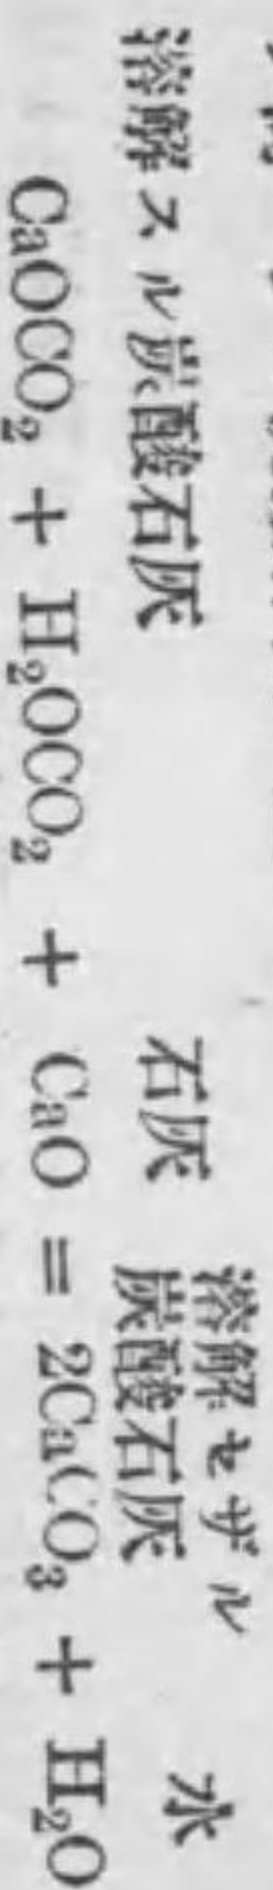 溶解スル炭酸石灰 石灰 溶解セザル炭酸石灰 水
CaOCO₂ + H₂OCO₂ + CaO = 2CaCO₃ + H₂O